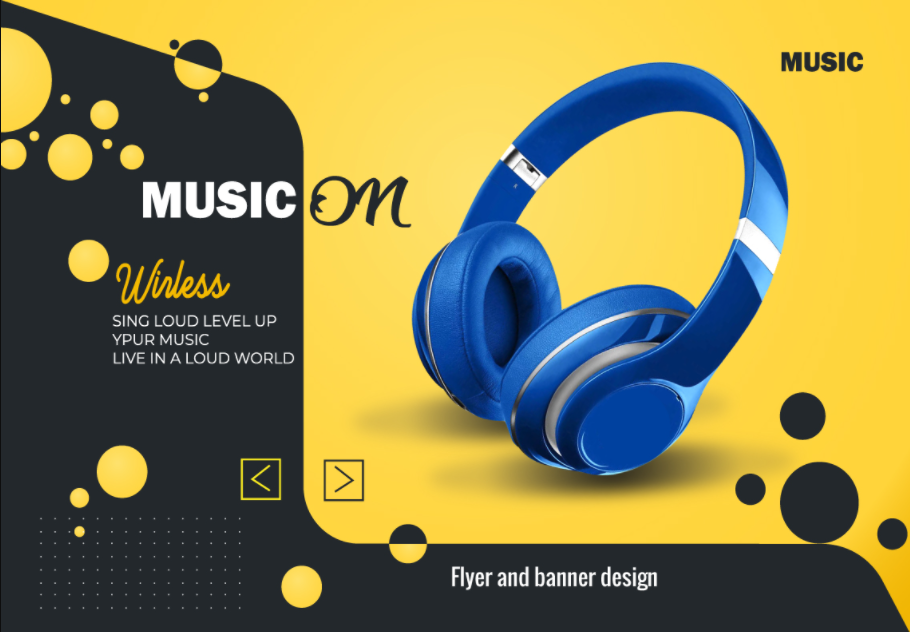 MUSIC
MUSIC ON
Wirless
SING LOUD LEVEL UP
YPUR MUSIC
LIVE IN A LOUD WORLD
Flyer and banner design